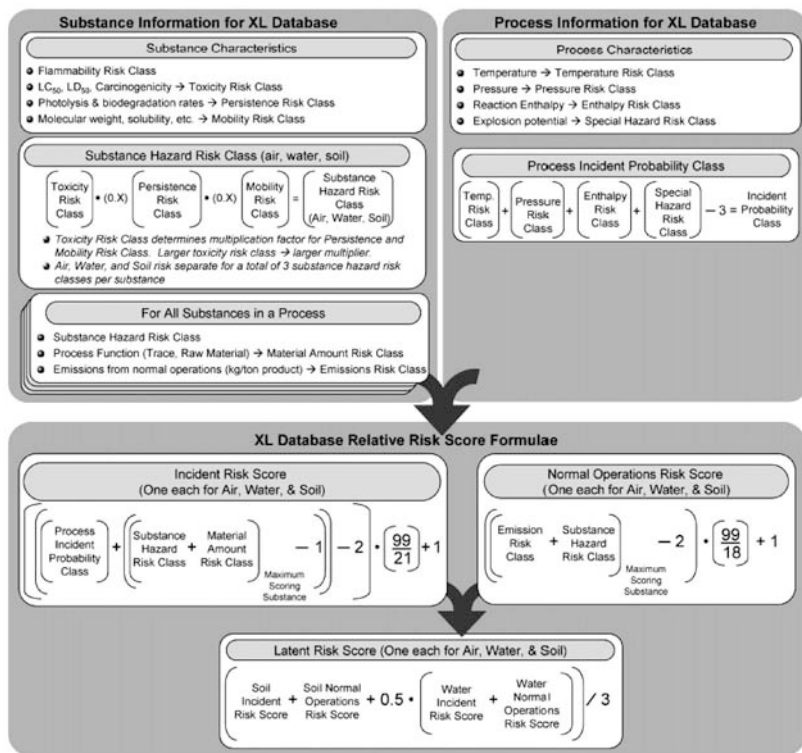 Substance Information for XL Database
Substance Characteristics
Flammability Risk Class
LC50, LD50, Carcinogenicity → Toxicity Risk Class
Photolysis & biodegradation rates → Persistence Risk Class
Molecular weight, solubility, etc. → Mobility Risk Class
Substance Hazard Risk Class (air, water, soil)
Toxicity Risk Class • (0.X) Persistence Risk Class • (0.X) Mobility Risk Class = Substance Hazard Risk Class (Air, Water, Soil)
Toxicity Risk Class determines multiplication factor for Persistence and
Mobility Risk Class. Larger toxicity risk class → larger multiplier.
Air, Water, and Soil risk separate for a total of 3 substance hazard risk
classes per substance
For All Substances in a Process
Substance Hazard Risk Class
Process Function (Trace, Raw Material) → Material Amount Risk Class
Emissions from normal operations (kg/ton product) → Emissions Risk Class
Process Information for XL Database
Process Characteristics
Temperature → Temperature Risk Class
Pressure → Pressure Risk Class
Reaction Enthalpy → Enthalpy Risk Class
Explosion potential → Special Hazard Risk Class
Process Incident Probability Class
Temp. Risk Class + Pressure Risk Class + Enthalpy Risk Class + Special Hazard Risk Class − 3 = Incident Probability Class
XL Database Relative Risk Score Formulae
Incident Risk Score
(One each for Air, Water, & Soil)
(((Process Incident Probability Class) + ((Substance Hazard Risk Class + Material Amount Risk Class) Maximum Scoring Substance − 1)) − 2) • (99/21) + 1
Normal Operations Risk Score
(One each for Air, Water, & Soil)
((Emission Risk Class + Substance Hazard Risk Class) Maximum Scoring Substance − 2) • (99/18) + 1
Latent Risk Score (One each for Air, Water, & Soil)
(Soil Incident Risk Score + Soil Normal Operations Risk Score + 0.5 • (Water Incident Risk Score + Water Normal Operations Risk Score)) / 3